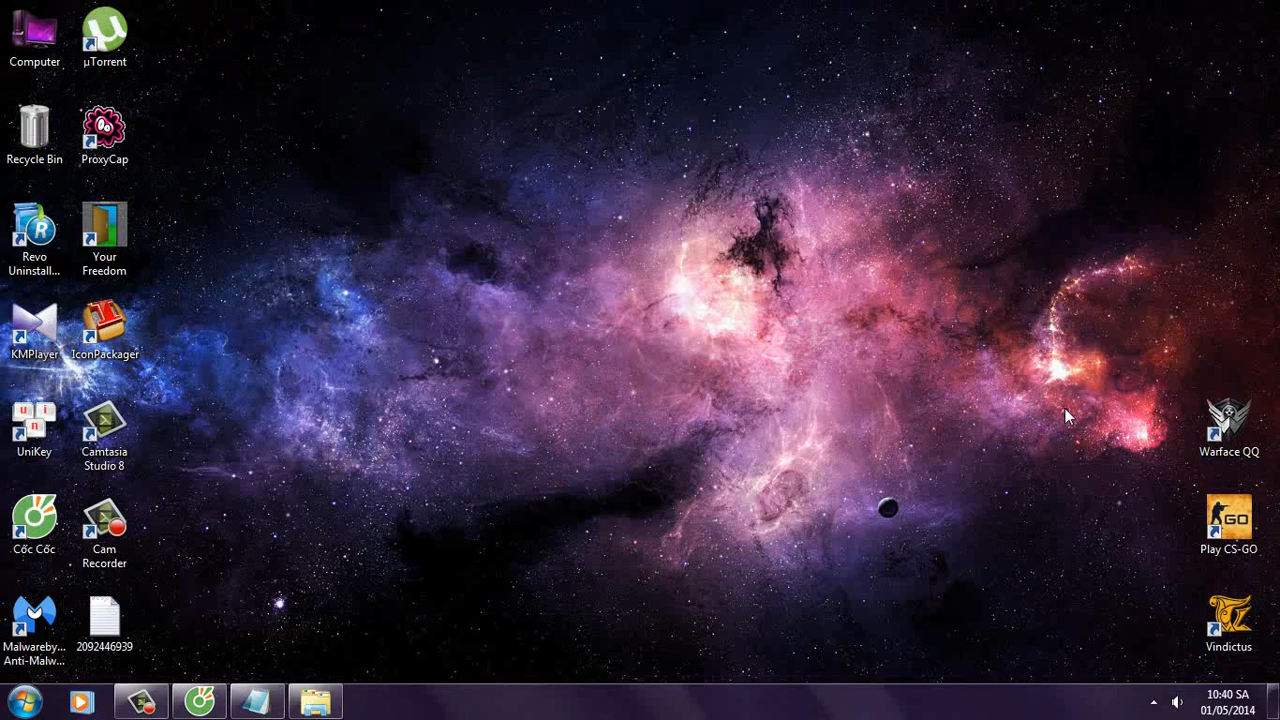 Computer
µTorrent
Recycle Bin
ProxyCap
Revo
Uninstall...
Your
Freedom
KMPlayer
IconPackager
u i
n
UniKey
Camtasia
Studio 8
Cốc Cốc
Cam
Recorder
Malwareby...
Anti-Malw...
2092446939
Warface QQ
GO
Play CS-GO
Vindictus
10:40 SA
01/05/2014